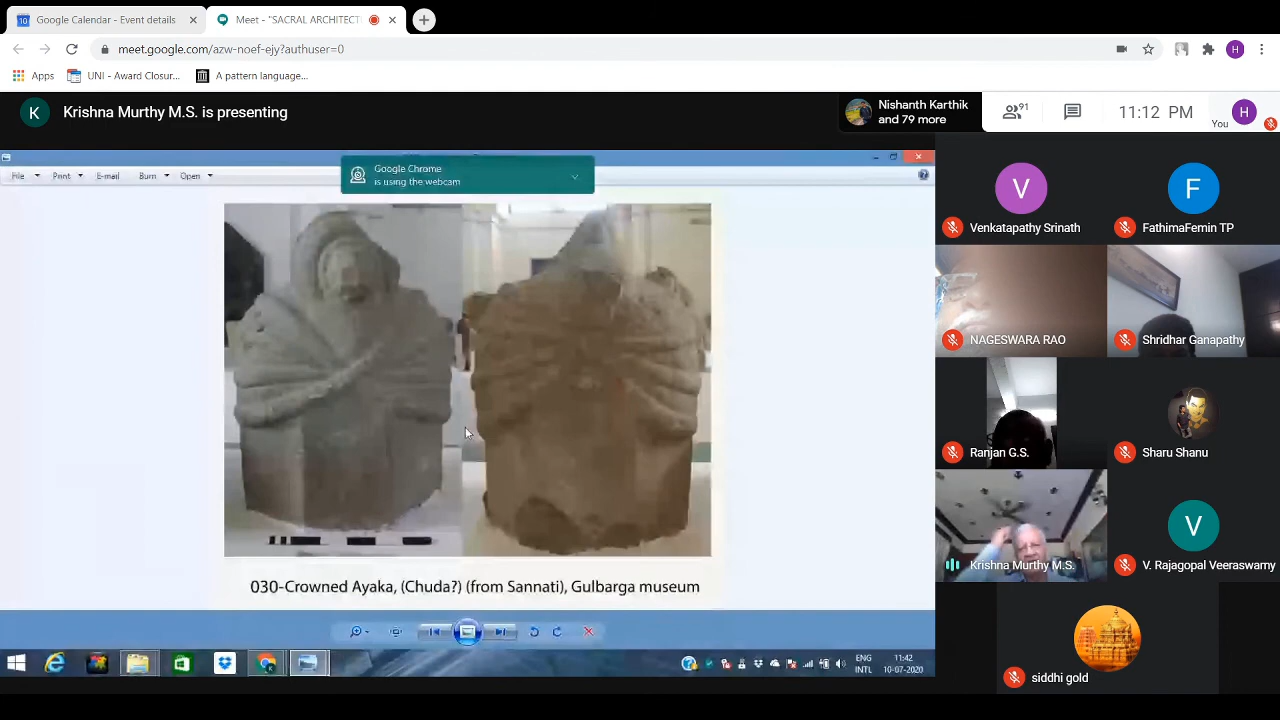 Google Calendar - Event details
Meet - "SACRAL ARCHITECT
meet.google.com/azw-noef-ejy?authuser=0
H
Apps
UNI - Award Closur...
A pattern language...
K
Krishna Murthy M.S. is presenting
Nishanth Karthik
and 79 more
91
11:12 PM
You
H
Google Chrome
is using the webcam
File
Print
E-mail
Burn
Open
V
Venkatapathy Srinath
F
FathimaFemin TP
NAGESWARA RAO
Shridhar Ganapathy
Ranjan G.S.
Sharu Shanu
Krishna Murthy M.S.
V
V. Rajagopal Veeraswamy
siddhi gold
030-Crowned Ayaka, (Chuda?) (from Sannati), Gulbarga museum
ENG
INTL
11:42
10-07-2020